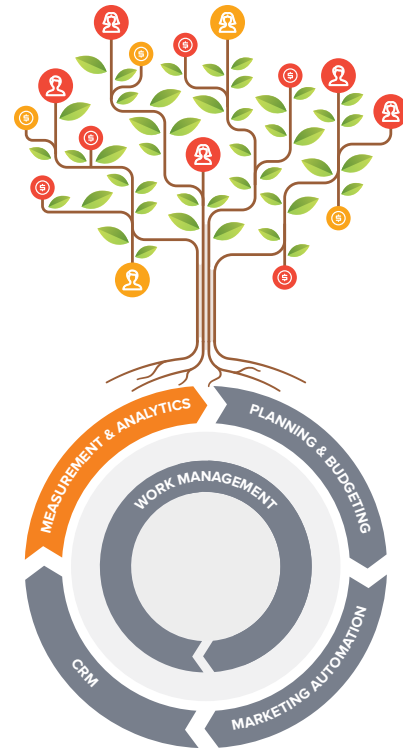 MEASUREMENT & ANALYTICS
PLANNING & BUDGETING
WORK MANAGEMENT
CRM
MARKETING AUTOMATION
$
$
$
$
$
$
$
$